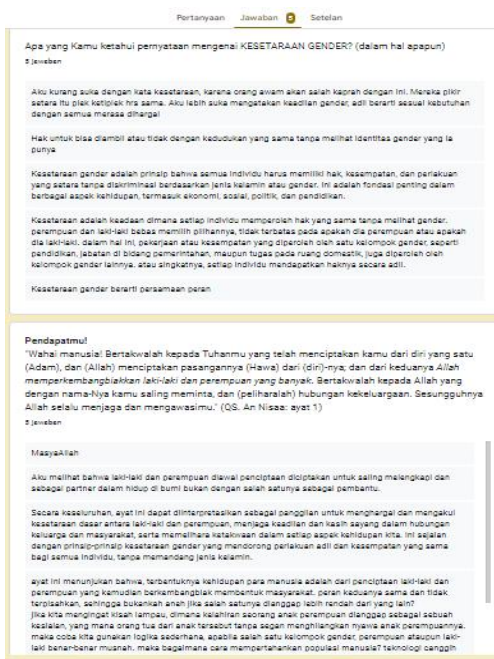 Pertanyaan Jawaban 5 Setelan
Apa yang Kamu ketahui pernyataan mengenai KESETARAAN GENDER? (dalam hal apapun)
5 jawaban
Aku kurang suka dengan kata kesetaraan, karena orang awam akan salah kaprah dengan ini. Mereka pikir
setara itu plek ketiplek hrs sama. Aku lebih suka mengatakan keadilan gender, adil berarti sesuai kebutuhan
dengan semua merasa dihargai
Hak untuk bisa diambil atau tidak dengan kedudukan yang sama tanpa melihat identitas gender yang ia
punya
Kesetaraan gender adalah prinsip bahwa semua individu harus memiliki hak, kesempatan, dan perlakuan
yang setara tanpa diskriminasi berdasarkan jenis kelamin atau gender. Ini adalah fondasi penting dalam
berbagai aspek kehidupan, termasuk ekonomi, sosial, politik, dan pendidikan.
Kesetaraan adalah keadaan dimana setiap individu memperoleh hak yang sama tanpa melihat gender.
perempuan dan laki-laki bebas memilih pilihannya, tidak terbatas pada apakah dia perempuan atau apakah
dia laki-laki. dalam hal ini, pekerjaan atau kesempatan yang diperoleh oleh satu kelompok gender, seperti
pendidikan, jabatan di bidang pemerintahan, maupun tugas pada ruang domestik, juga diperoleh oleh
kelompok gender lainnya. atau singkatnya, setiap individu mendapatkan haknya secara adil.
Kesetaraan gender berarti persamaan peran
Pendapatmu!
"Wahai manusia! Bertakwalah kepada Tuhanmu yang telah menciptakan kamu dari diri yang satu
(Adam), dan (Allah) menciptakan pasangannya (Hawa) dari (diri)-nya; dan dari keduanya Allah
memperkembangbiakkan laki-laki dan perempuan yang banyak. Bertakwalah kepada Allah yang
dengan nama-Nya kamu saling meminta, dan (peliharalah) hubungan kekeluargaan. Sesungguhnya
Allah selalu menjaga dan mengawasimu." (QS. An Nisaa: ayat 1)
5 jawaban
MasyaAllah
Aku melihat bahwa laki-laki dan perempuan diawal penciptaan diciptakan untuk saling melengkapi dan
sebagai partner dalam hidup di bumi bukan dengan salah satunya sebagai pembantu.
Secara keseluruhan, ayat ini dapat diinterpretasikan sebagai panggilan untuk menghargai dan mengakui
kesetaraan dasar antara laki-laki dan perempuan, menjaga keadilan dan kasih sayang dalam hubungan
keluarga dan masyarakat, serta memelihara ketakwaan dalam setiap aspek kehidupan kita. Ini sejalan
dengan prinsip-prinsip kesetaraan gender yang mendorong perlakuan adil dan kesempatan yang sama
bagi semua individu, tanpa memandang jenis kelamin.
ayat ini menunjukan bahwa, terbentuknya kehidupan para manusia adalah dari penciptaan laki-laki dan
perempuan yang kemudian berkembangbiak membentuk masyarakat. peran keduanya sama dan tidak
terpisahkan, sehingga bukankah aneh jika salah satunya dianggap lebih rendah dari yang lain?
jika kita mengingat kisah lampau, dimana kelahiran seorang anak perempuan dianggap sebagai sebuah
kesialan, yang mana orang tua dari anak tersebut tanpa segan menghilangkan nyawa anak perempuannya.
maka coba kita gunakan logika sederhana, apabila salah satu kelompok gender, perempuan ataupun laki-
laki benar-benar musnah. maka bagaimana cara mempertahankan populasi manusia? teknologi canggih